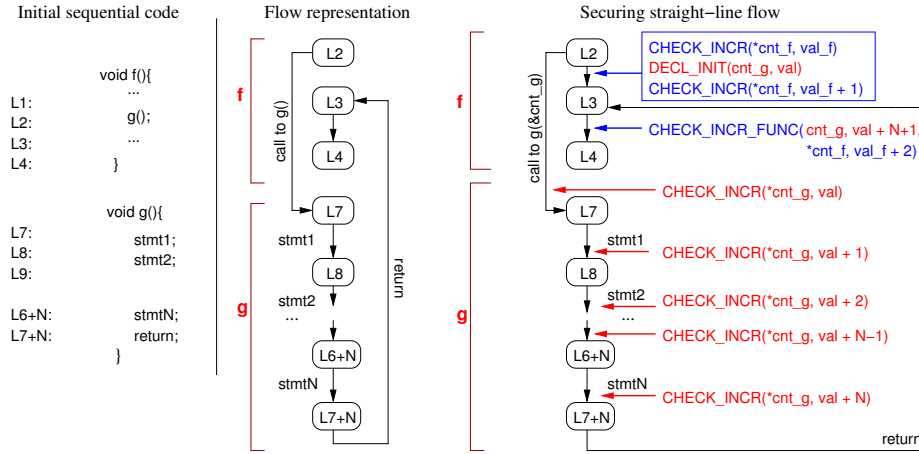 Initial sequential code
void f(){
...
L1:
L2: g();
L3: ...
L4: }
void g(){
L7: stmt1;
L8: stmt2;
L9:
L6+N: stmtN;
L7+N: return;
}
Flow representation
f
L2
L3
L4
call to g()
g
L7
stmt1
L8
stmt2
...
L6+N
stmtN
L7+N
return
Securing straight−line flow
f
L2
CHECK_INCR(*cnt_f, val_f)
DECL_INIT(cnt_g, val)
CHECK_INCR(*cnt_f, val_f + 1)
L3
CHECK_INCR_FUNC( cnt_g, val + N+1,
*cnt_f, val_f + 2)
L4
call to g(&cnt_g)
g
CHECK_INCR(*cnt_g, val)
L7
stmt1
CHECK_INCR(*cnt_g, val + 1)
L8
stmt2
CHECK_INCR(*cnt_g, val + 2)
...
CHECK_INCR(*cnt_g, val + N−1)
L6+N
stmtN
CHECK_INCR(*cnt_g, val + N)
L7+N
return